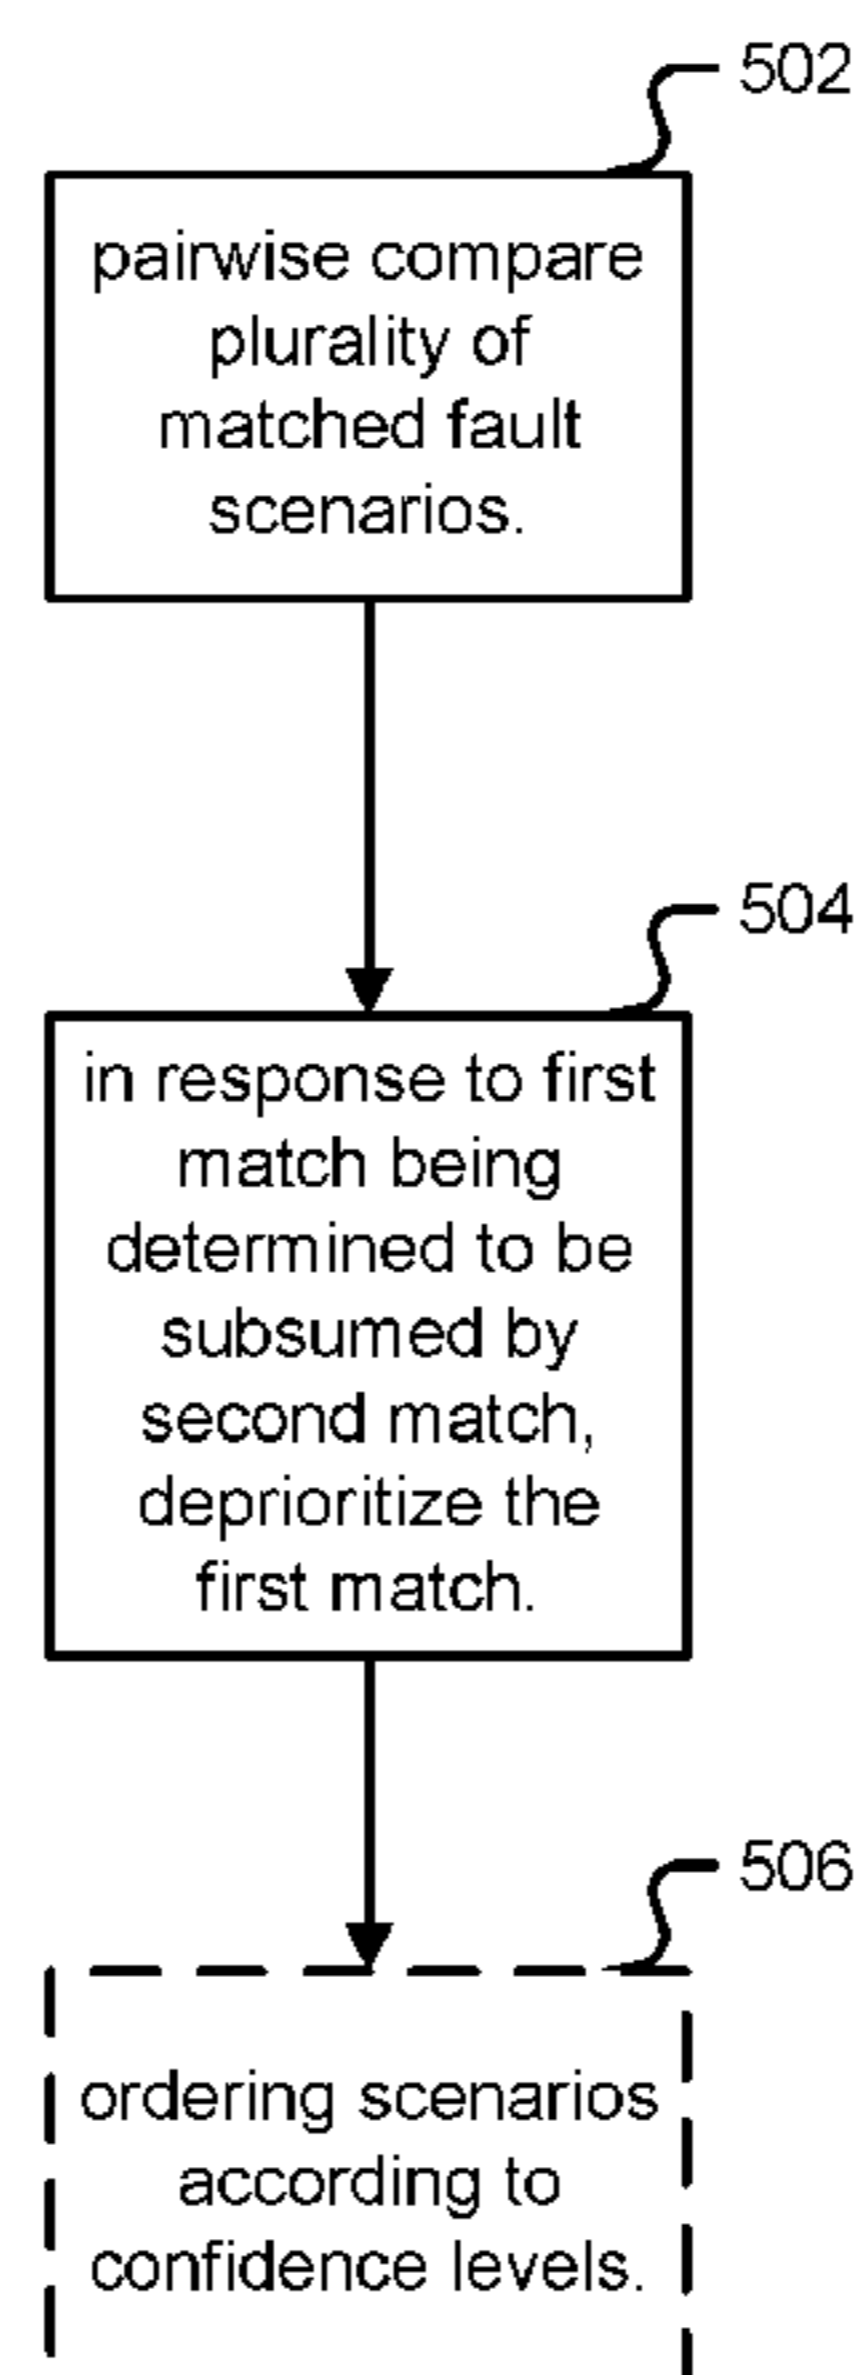 502
pairwise compare
plurality of
matched fault
scenarios.
504
in response to first
match being
determined to be
subsumed by
second match,
deprioritize the
first match.
506
ordering scenarios
according to
confidence levels.